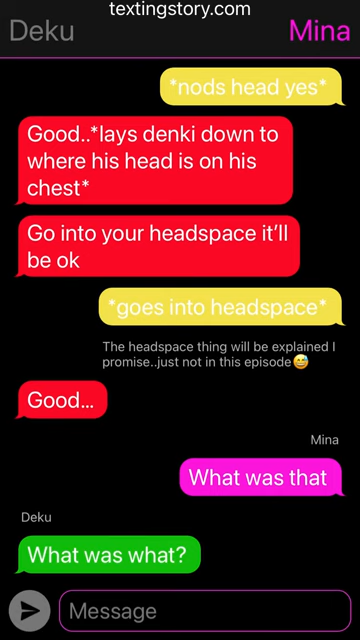 textingstory.com
Deku
Mina
*nods head yes*
Good..*lays denki down to
where his head is on his
chest*
Go into your headspace it’ll
be ok
*goes into headspace*
The headspace thing will be explained I
promise..just not in this episode😅
Good...
Mina
What was that
Deku
What was what?
Message